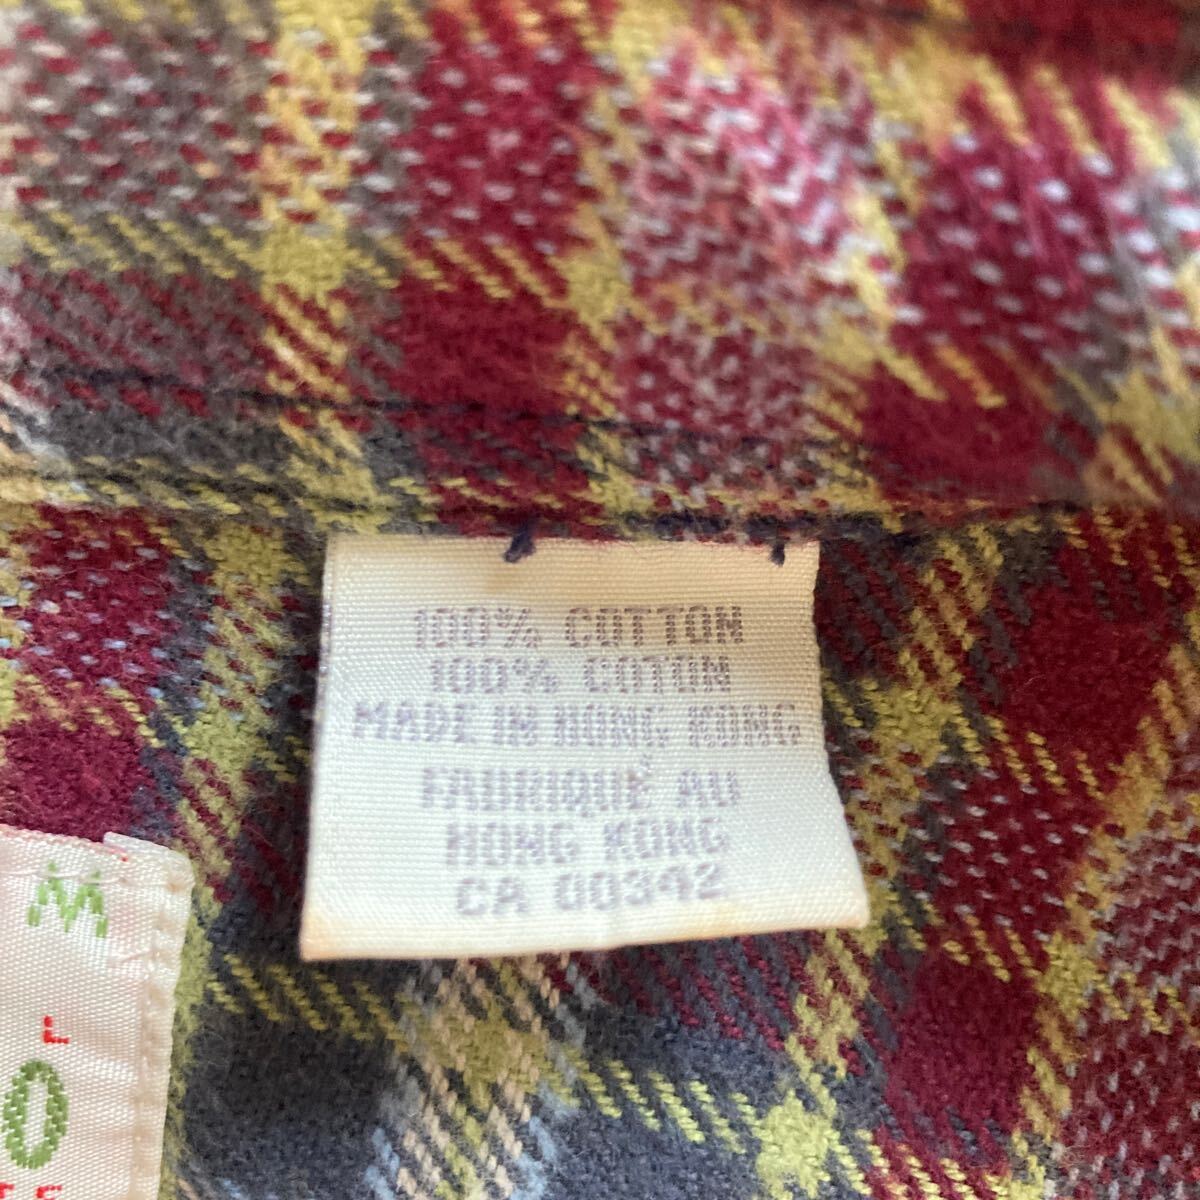 100% COTTON
100% COTON
MADE IN HONG KONG
FABRIQUÉ AU
HONG KONG
CA 00342
M
L
O